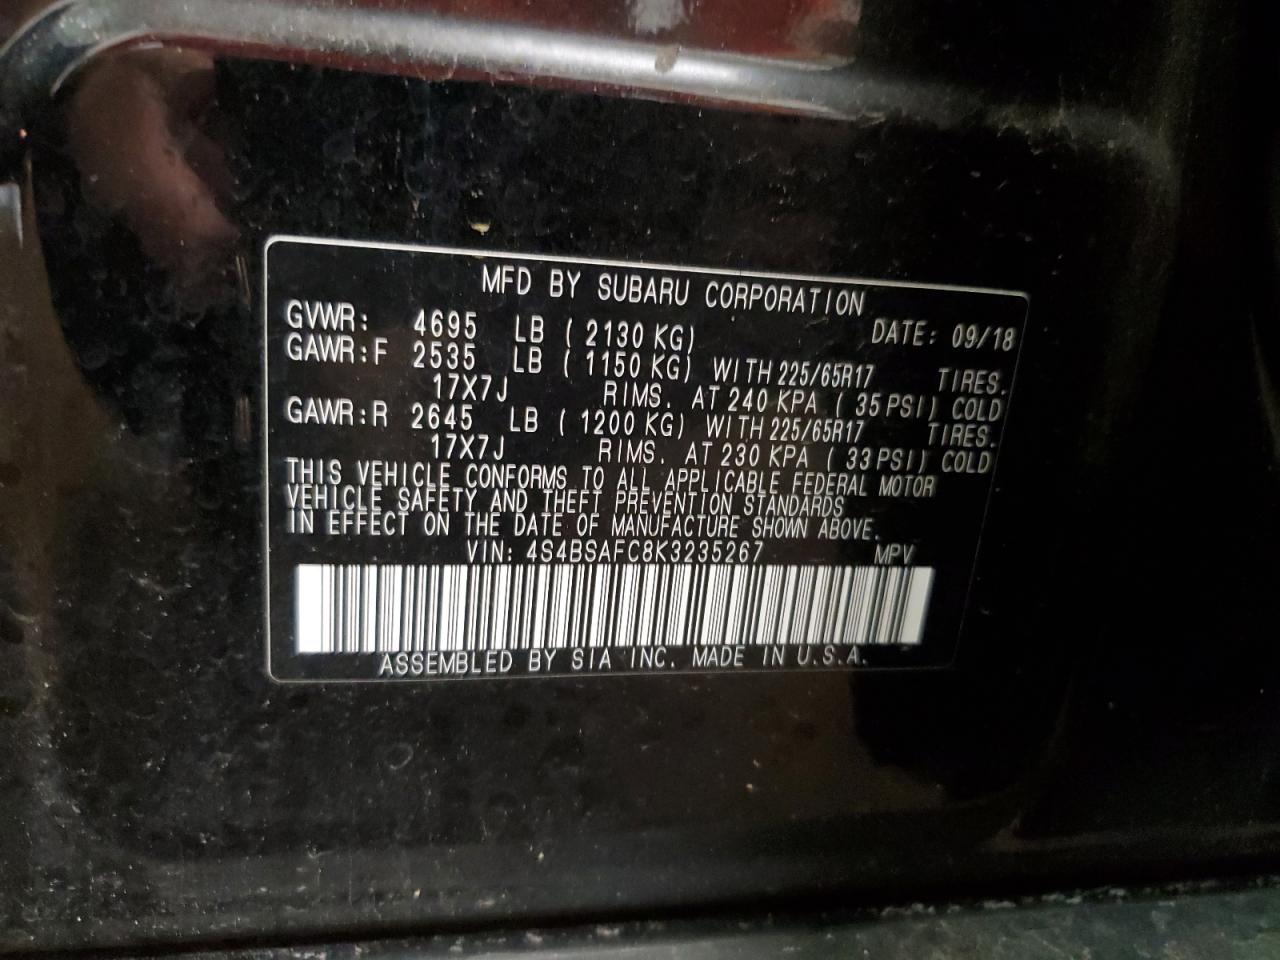 MFD BY SUBARU CORPORATION
GVWR: 4695 LB ( 2130 KG) DATE: 09/18
GAWR:F 2535 LB ( 1150 KG) WITH 225/65R17 TIRES.
17X7J RIMS. AT 240 KPA ( 35 PSI) COLD
GAWR:R 2645 LB ( 1200 KG) WITH 225/65R17 TIRES.
17X7J RIMS. AT 230 KPA ( 33 PSI) COLD
THIS VEHICLE CONFORMS TO ALL APPLICABLE FEDERAL MOTOR
VEHICLE SAFETY AND THEFT PREVENTION STANDARDS
IN EFFECT ON THE DATE OF MANUFACTURE SHOWN ABOVE.
VIN: 4S4BSAFC8K3235267 MPV
ASSEMBLED BY SIA INC. MADE IN U.S.A.